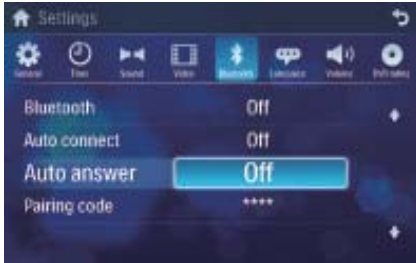 Settings
General
Time
Sound
Video
Bluetooth
Language
Volume
DVD rating
Bluetooth
Off
Auto connect
Off
Auto answer
Off
Pairing code
****